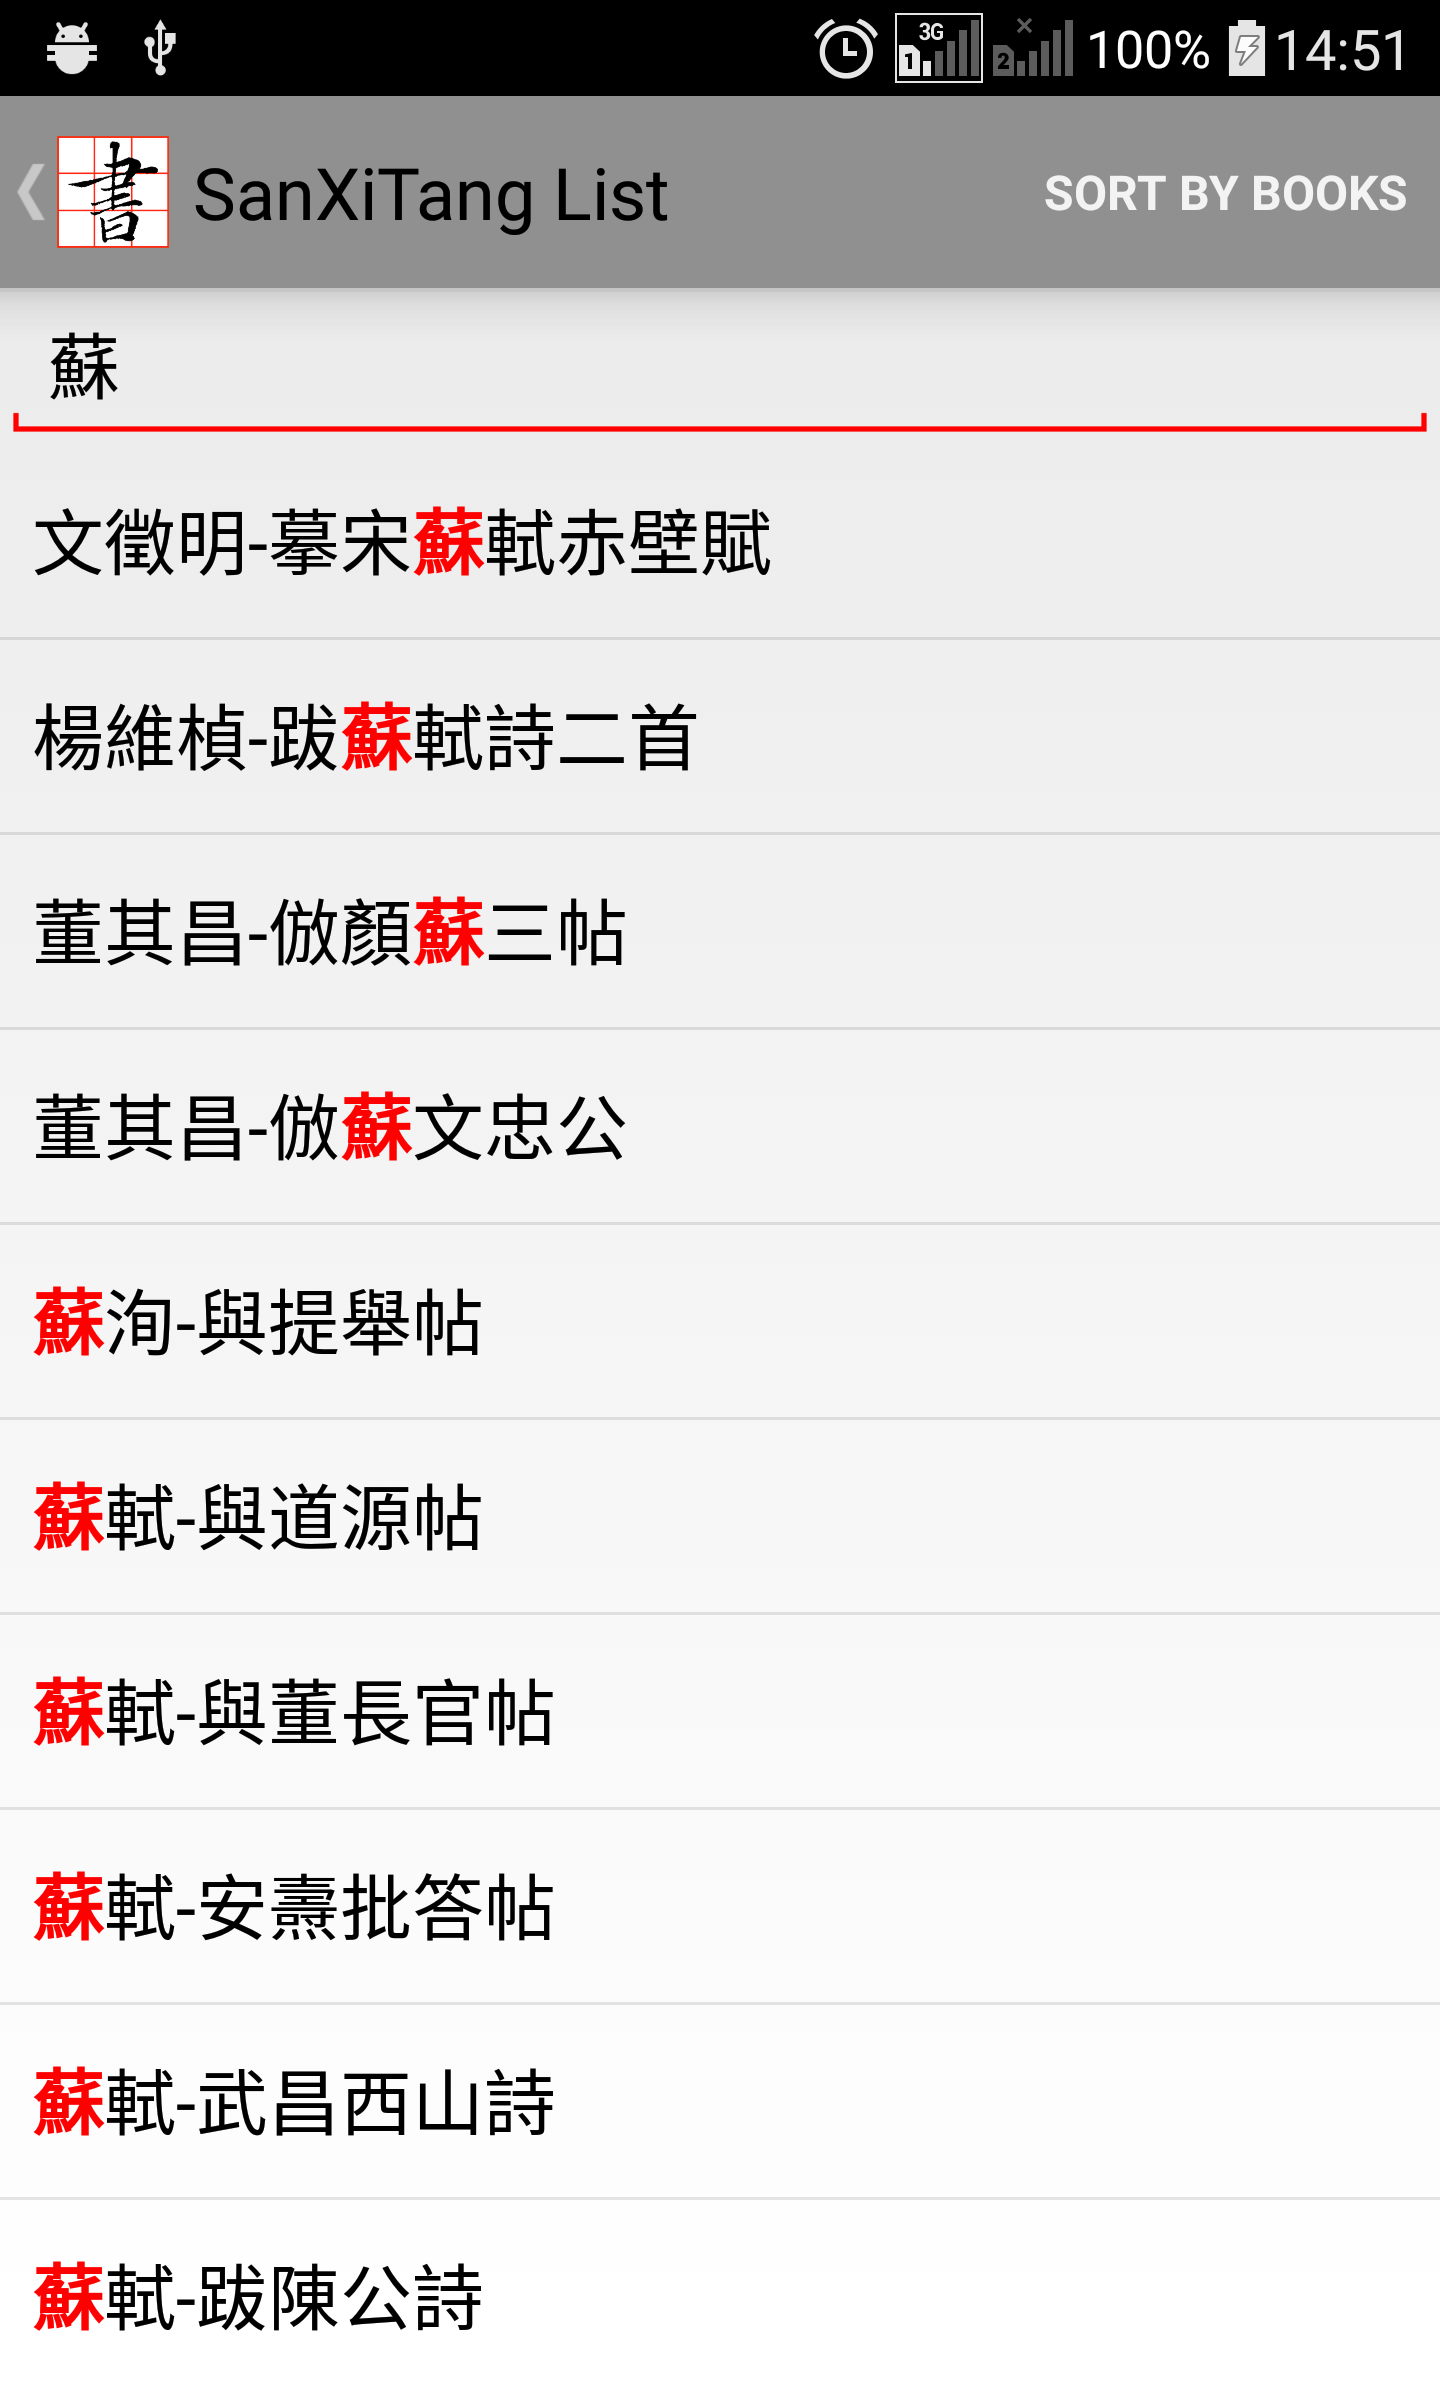 3G
1
2
100%
14:51
書
SanXiTang List
SORT BY BOOKS
蘇
文徵明-摹宋蘇軾赤壁賦
楊維楨-跋蘇軾詩二首
董其昌-倣顏蘇三帖
董其昌-倣蘇文忠公
蘇洵-與提舉帖
蘇軾-與道源帖
蘇軾-與董長官帖
蘇軾-安燾批答帖
蘇軾-武昌西山詩
蘇軾-跋陳公詩